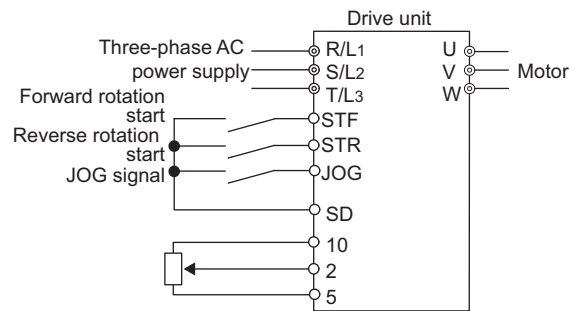 Drive unit
Three-phase AC
power supply
R/L1
S/L2
T/L3
U
V
W
Motor
Forward rotation
start
STF
Reverse rotation
start
STR
JOG signal
JOG
SD
10
2
5